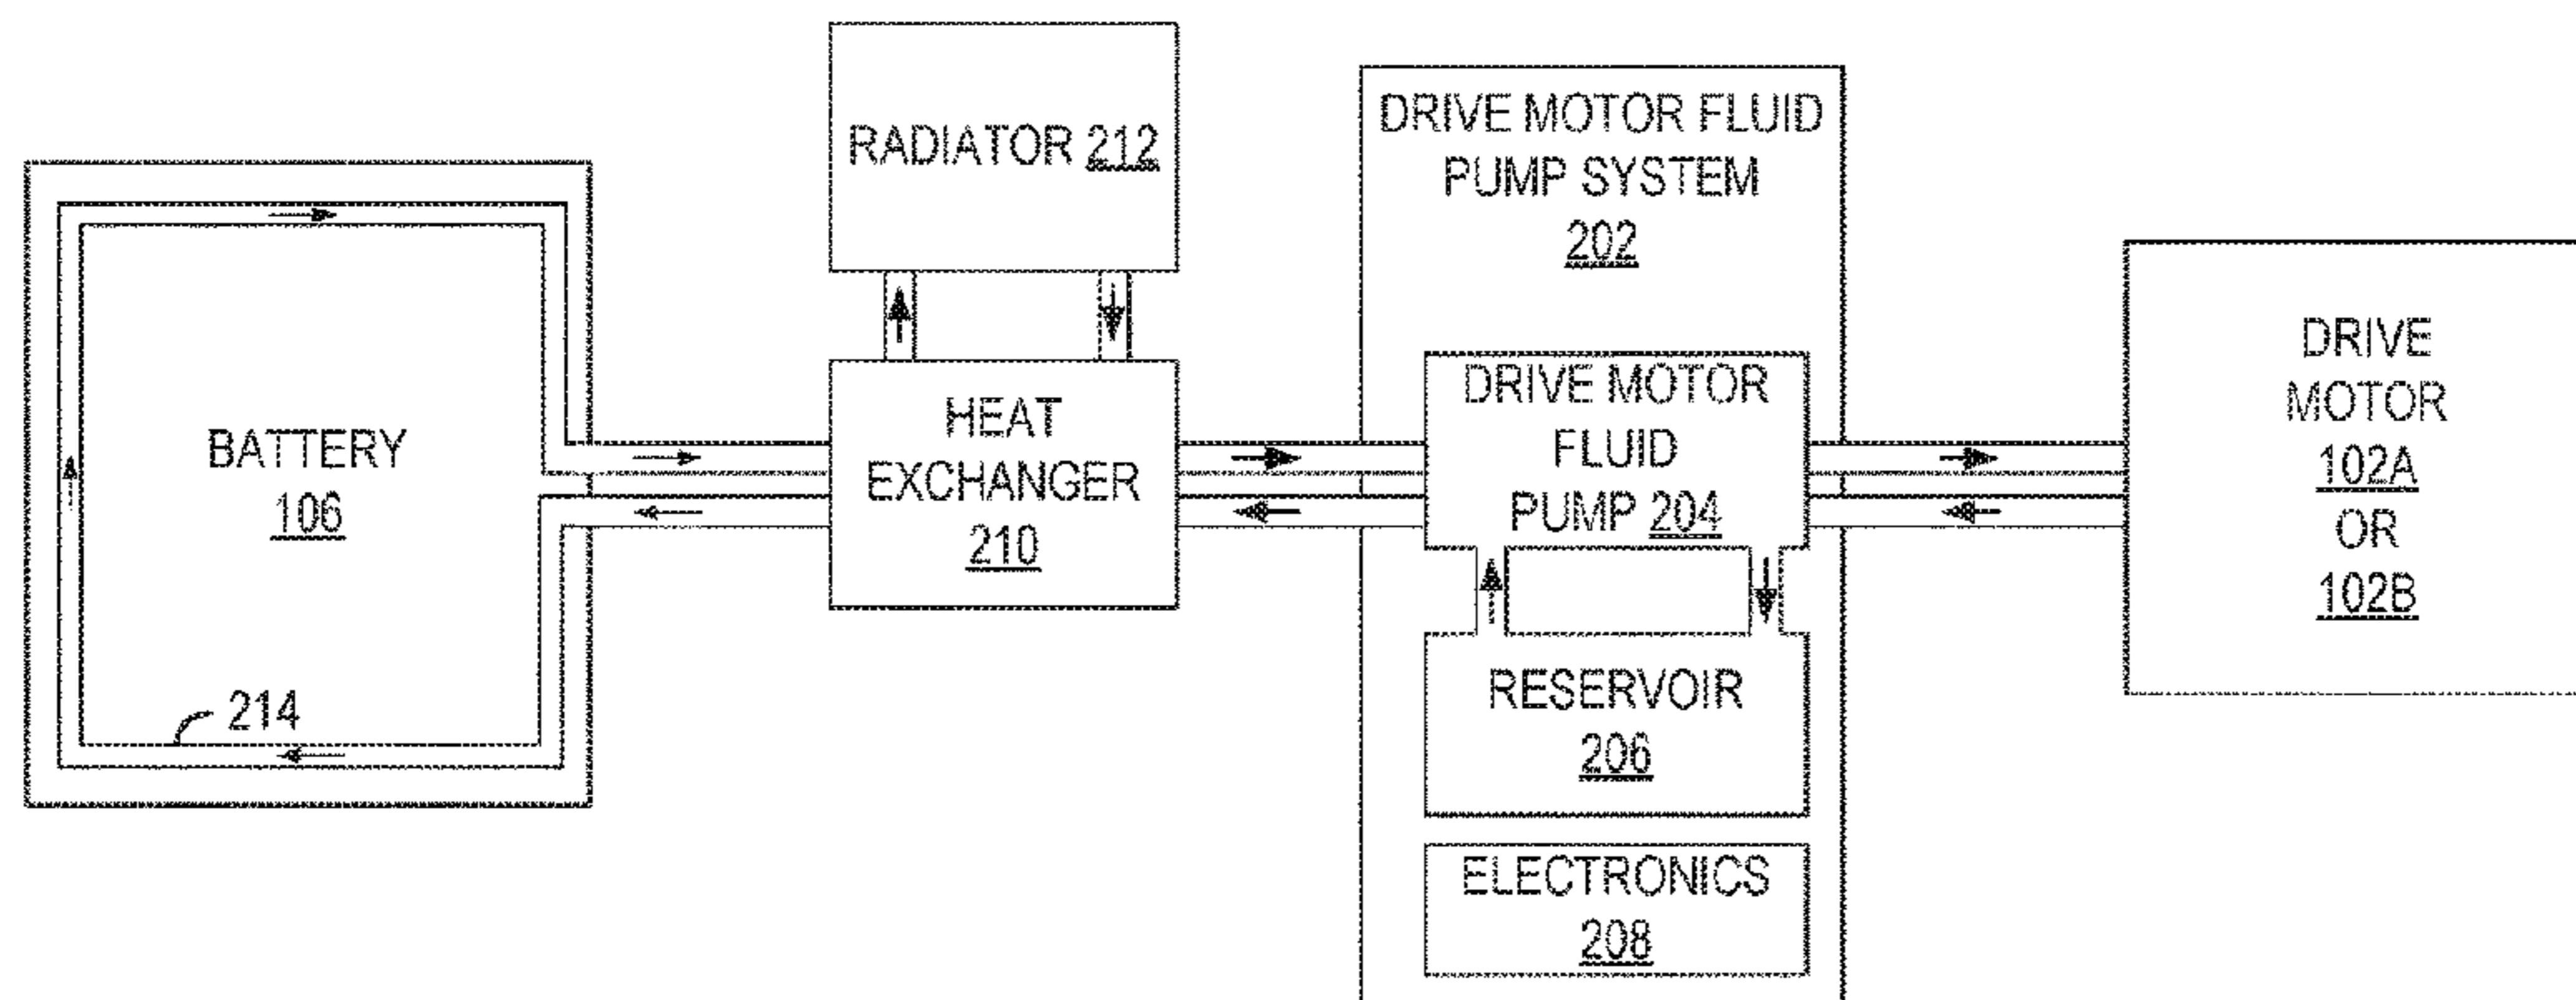 BATTERY
106
214
RADIATOR 212
HEAT
EXCHANGER
210
DRIVE MOTOR FLUID
PUMP SYSTEM
202
DRIVE MOTOR
FLUID
PUMP 204
RESERVOIR
206
ELECTRONICS
208
DRIVE
MOTOR
102A
OR
102B